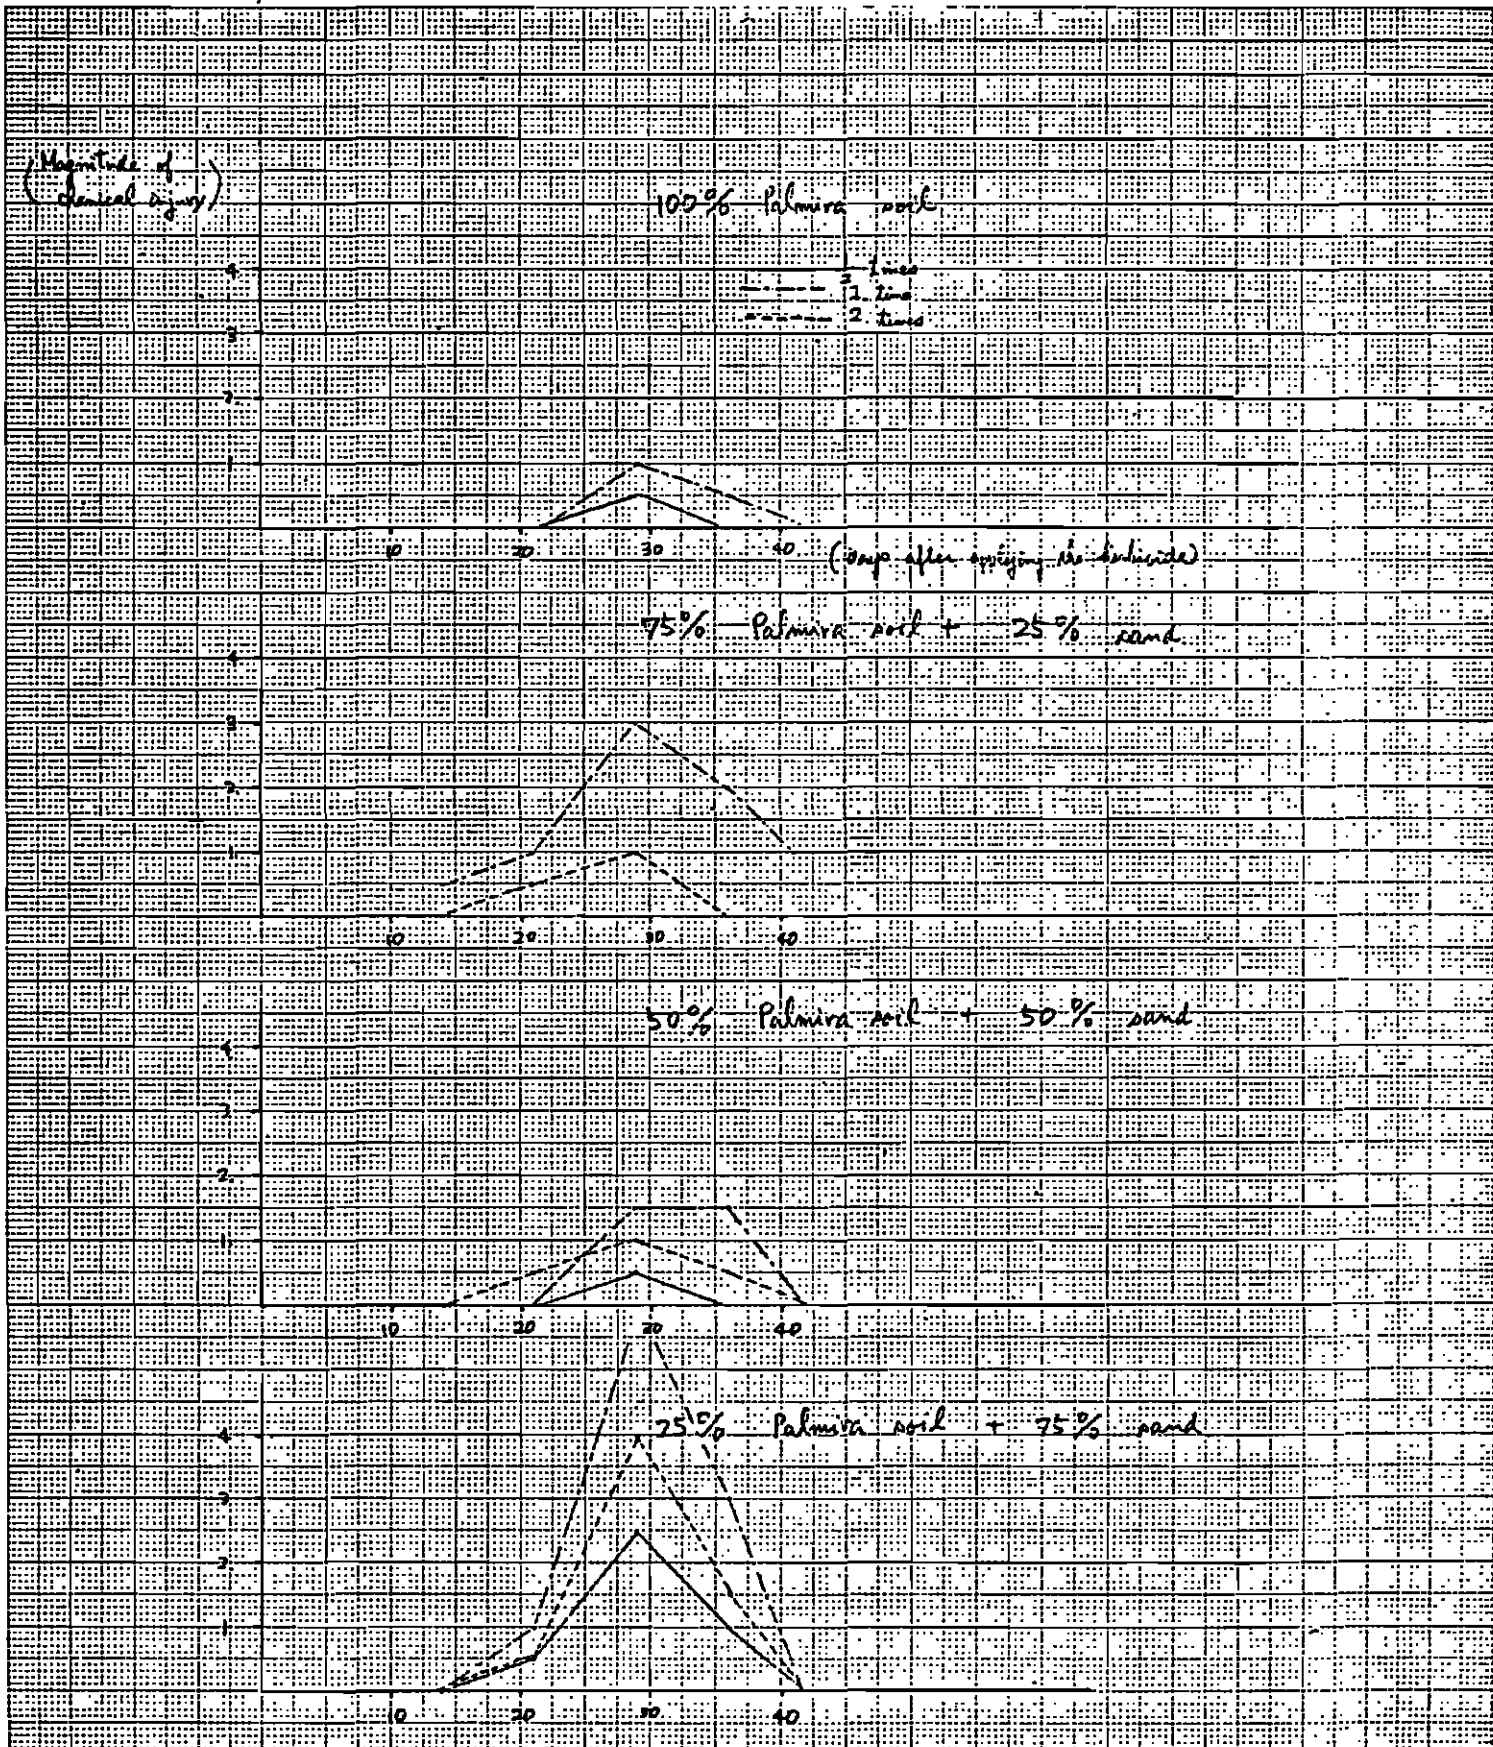 (Magnitude of
chemical injury)
100% Palmira soil
2 times
1 time
2 times
4
3
2
1
10 20 30 40 (Days after applying the herbicide)
75% Palmira soil + 25% sand
4
3
2
1
10 20 30 40
50% Palmira soil + 50% sand
4
3
2
1
10 20 30 40
25% Palmira soil + 75% sand
4
3
2
1
10 20 30 40